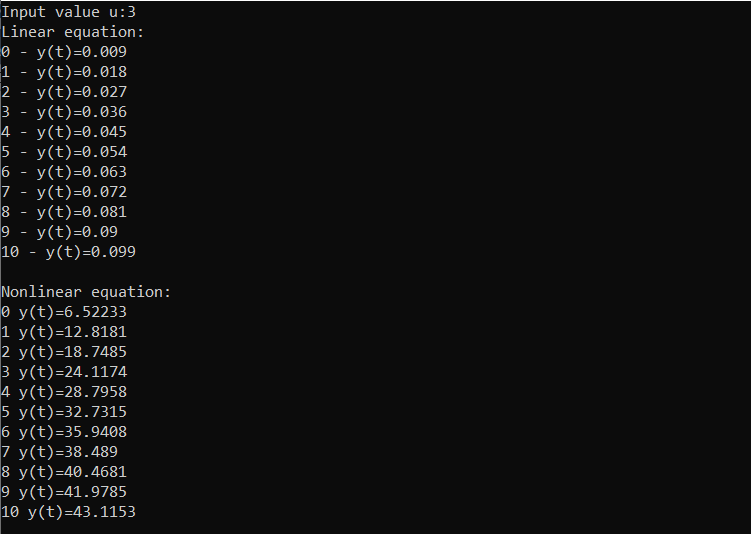 Input value u:3
Linear equation:
0 - y(t)=0.009
1 - y(t)=0.018
2 - y(t)=0.027
3 - y(t)=0.036
4 - y(t)=0.045
5 - y(t)=0.054
6 - y(t)=0.063
7 - y(t)=0.072
8 - y(t)=0.081
9 - y(t)=0.09
10 - y(t)=0.099
Nonlinear equation:
0 y(t)=6.52233
1 y(t)=12.8181
2 y(t)=18.7485
3 y(t)=24.1174
4 y(t)=28.7958
5 y(t)=32.7315
6 y(t)=35.9408
7 y(t)=38.489
8 y(t)=40.4681
9 y(t)=41.9785
10 y(t)=43.1153